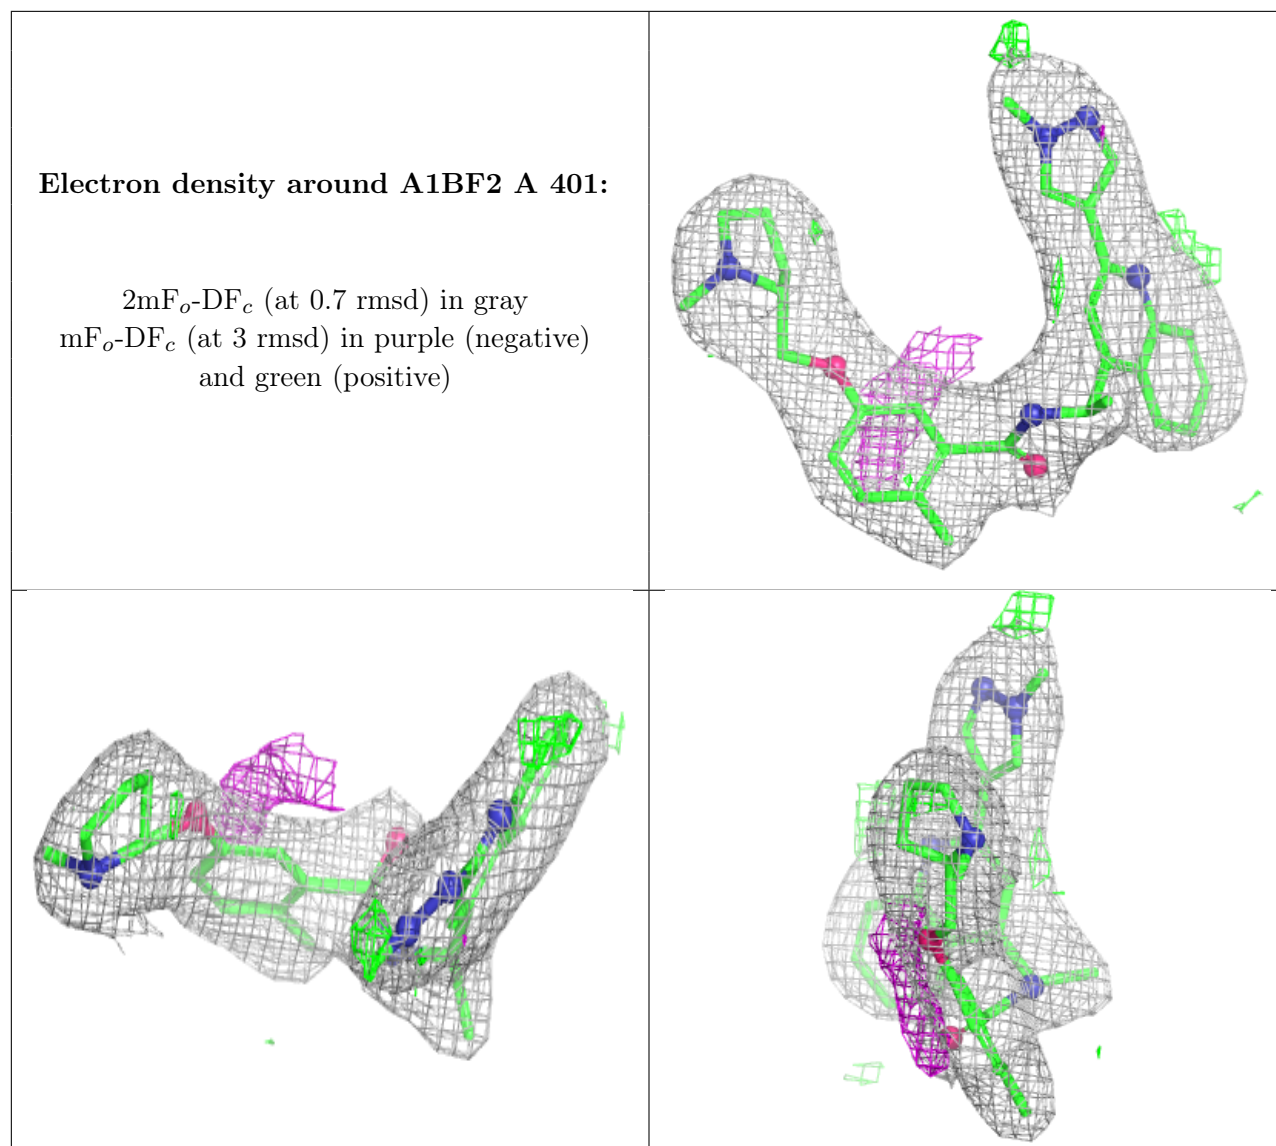 Electron density around A1BF2 A 401:
2mFo-DFc (at 0.7 rmsd) in gray
mFo-DFc (at 3 rmsd) in purple (negative)
and green (positive)